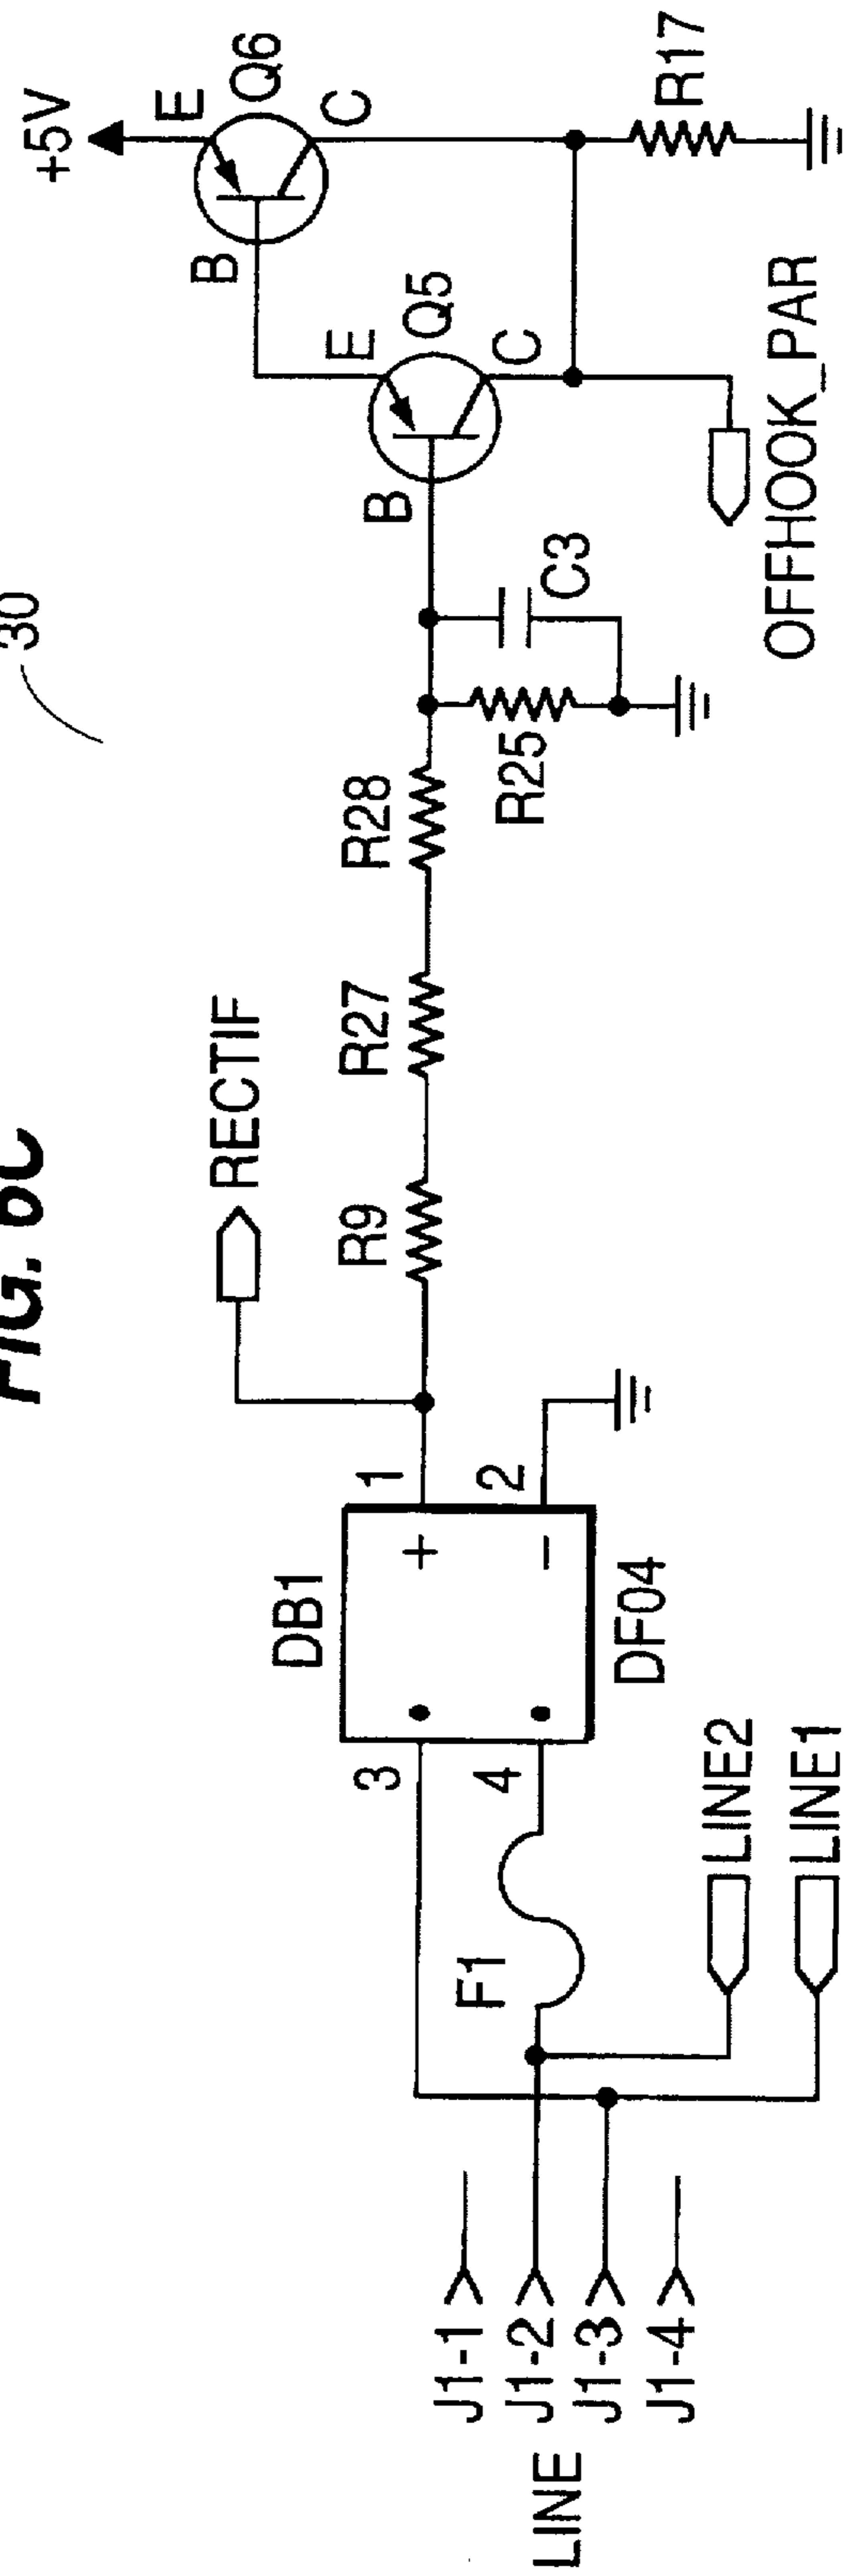 FIG. 6C
30
LINE
J1-1
J1-2
J1-3
J1-4
F1
LINE2
LINE1
3
4
DB1
+
−
DF04
1
2
RECTIF
R9
R27
R28
R25
C3
B
E
Q5
C
OFFHOOK_PAR
B
+5V
E
Q6
C
R17